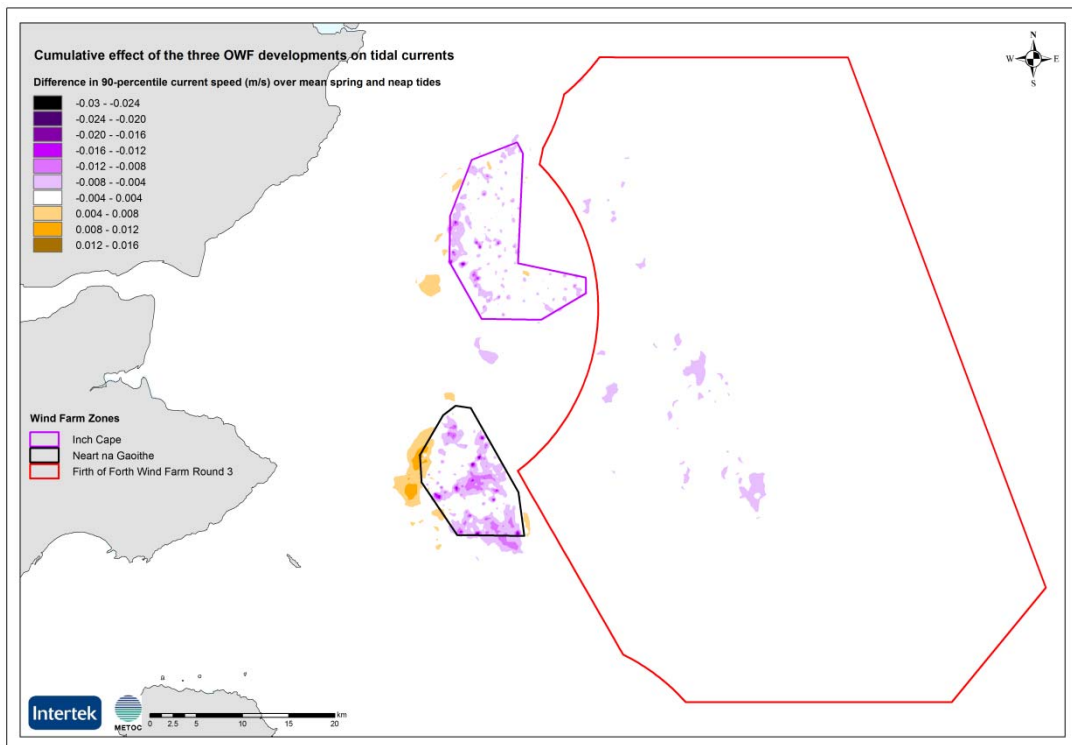 Cumulative effect of the three OWF developments on tidal currents
Difference in 90-percentile current speed (m/s) over mean spring and neap tides
-0.03 - -0.024
-0.024 - -0.020
-0.020 - -0.016
-0.016 - -0.012
-0.012 - -0.008
-0.008 - -0.004
-0.004 - 0.004
0.004 - 0.008
0.008 - 0.012
0.012 - 0.016
N
W E
S
Wind Farm Zones
Inch Cape
Neart na Gaoithe
Firth of Forth Wind Farm Round 3
Intertek
METOC
km
0 2.5 5 10 15 20